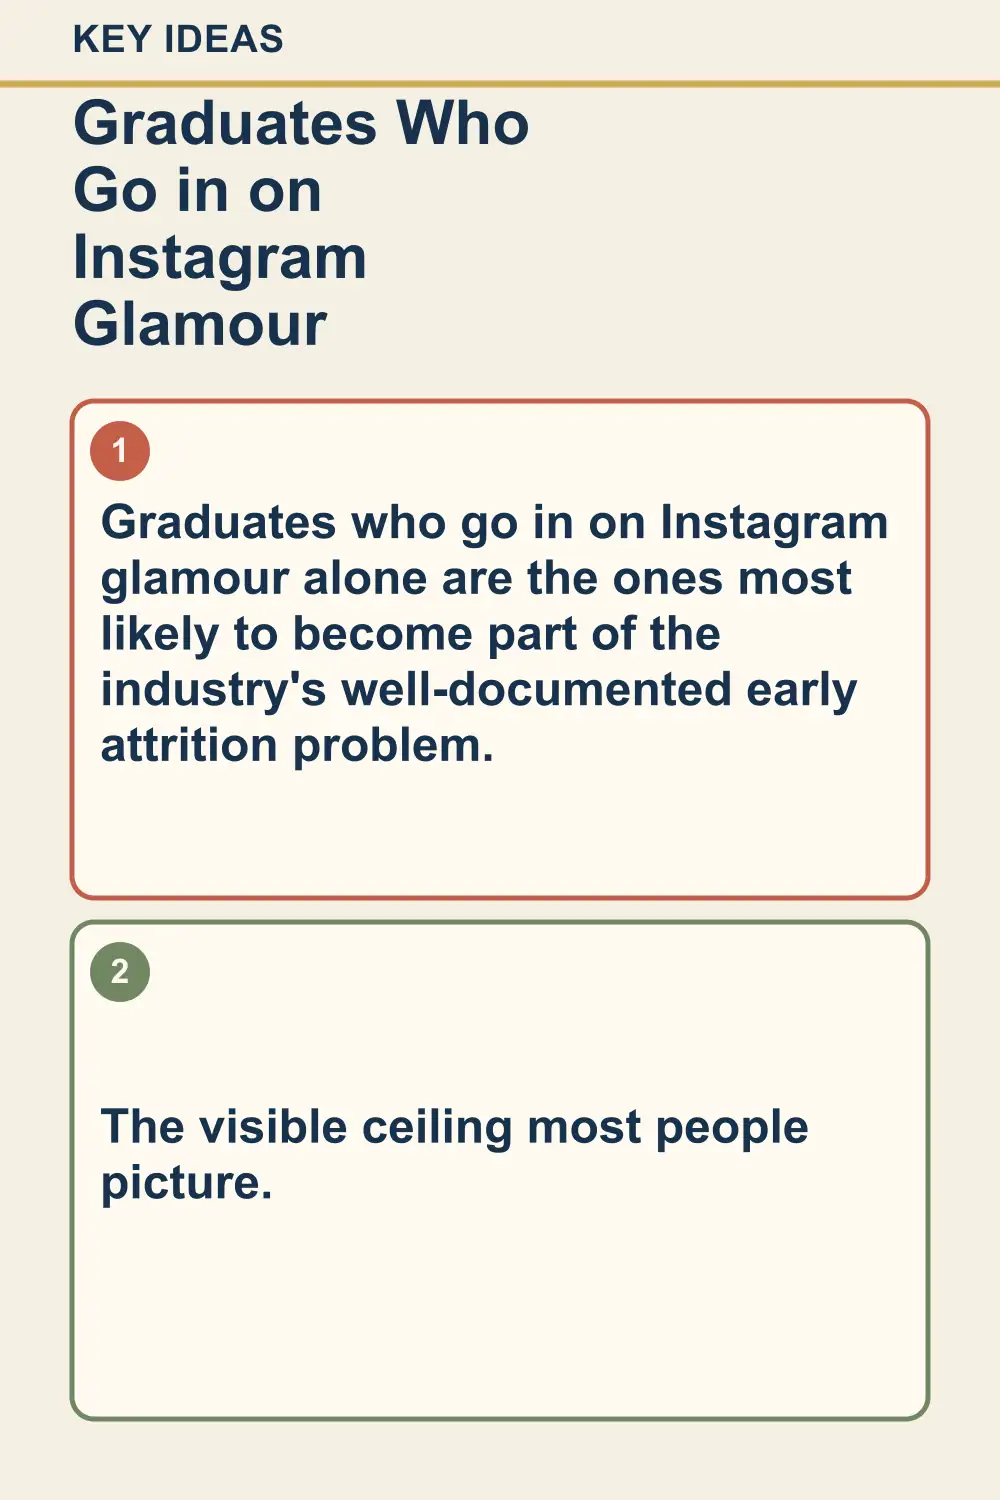 KEY IDEAS
Graduates Who
Go in on
Instagram
Glamour
1
Graduates who go in on Instagram
glamour alone are the ones most
likely to become part of the
industry's well-documented early
attrition problem.
2
The visible ceiling most people
picture.